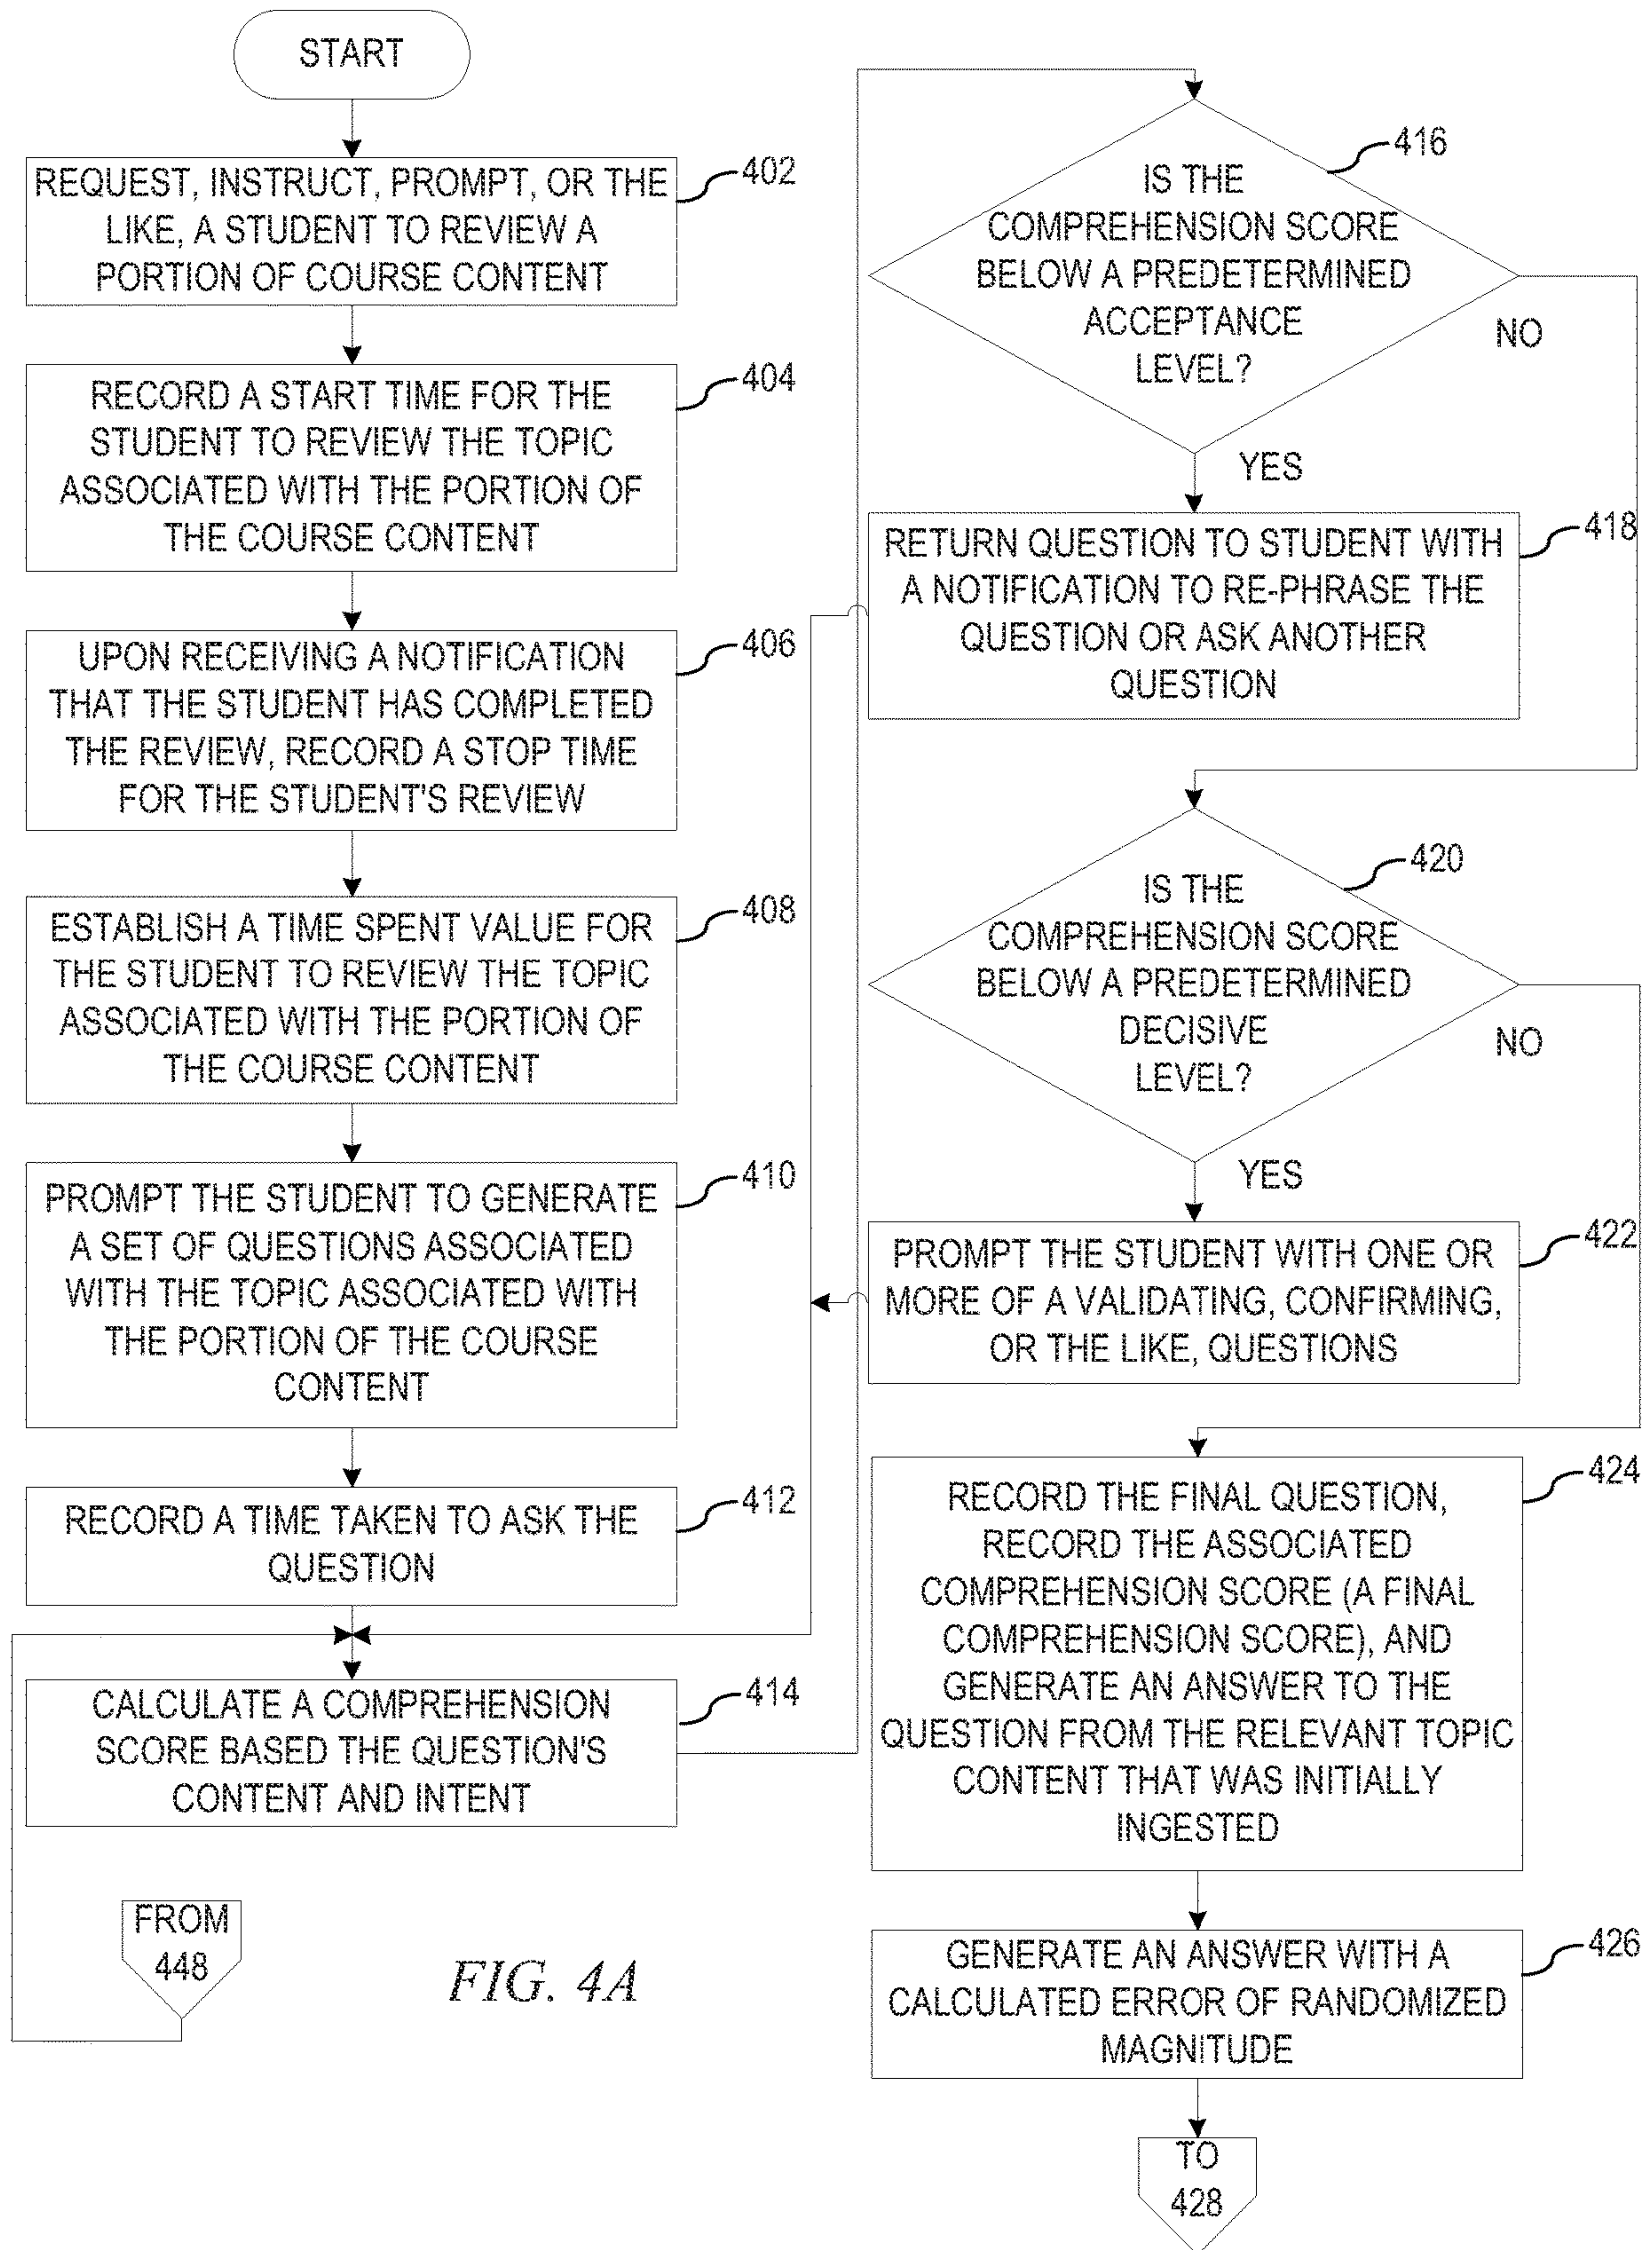 START
REQUEST, INSTRUCT, PROMPT, OR THE
LIKE, A STUDENT TO REVIEW A
PORTION OF COURSE CONTENT
402
RECORD A START TIME FOR THE
STUDENT TO REVIEW THE TOPIC
ASSOCIATED WITH THE PORTION OF
THE COURSE CONTENT
404
UPON RECEIVING A NOTIFICATION
THAT THE STUDENT HAS COMPLETED
THE REVIEW, RECORD A STOP TIME
FOR THE STUDENT'S REVIEW
406
ESTABLISH A TIME SPENT VALUE FOR
THE STUDENT TO REVIEW THE TOPIC
ASSOCIATED WITH THE PORTION OF
THE COURSE CONTENT
408
PROMPT THE STUDENT TO GENERATE
A SET OF QUESTIONS ASSOCIATED
WITH THE TOPIC ASSOCIATED WITH
THE PORTION OF THE COURSE
CONTENT
410
RECORD A TIME TAKEN TO ASK THE
QUESTION
412
CALCULATE A COMPREHENSION
SCORE BASED THE QUESTION'S
CONTENT AND INTENT
414
FROM
448
FIG. 4A
IS THE
COMPREHENSION SCORE
BELOW A PREDETERMINED
ACCEPTANCE
LEVEL?
416
NO
YES
RETURN QUESTION TO STUDENT WITH
A NOTIFICATION TO RE-PHRASE THE
QUESTION OR ASK ANOTHER
QUESTION
418
IS THE
COMPREHENSION SCORE
BELOW A PREDETERMINED
DECISIVE
LEVEL?
420
NO
YES
PROMPT THE STUDENT WITH ONE OR
MORE OF A VALIDATING, CONFIRMING,
OR THE LIKE, QUESTIONS
422
RECORD THE FINAL QUESTION,
RECORD THE ASSOCIATED
COMPREHENSION SCORE (A FINAL
COMPREHENSION SCORE), AND
GENERATE AN ANSWER TO THE
QUESTION FROM THE RELEVANT TOPIC
CONTENT THAT WAS INITIALLY
INGESTED
424
GENERATE AN ANSWER WITH A
CALCULATED ERROR OF RANDOMIZED
MAGNITUDE
426
TO
428